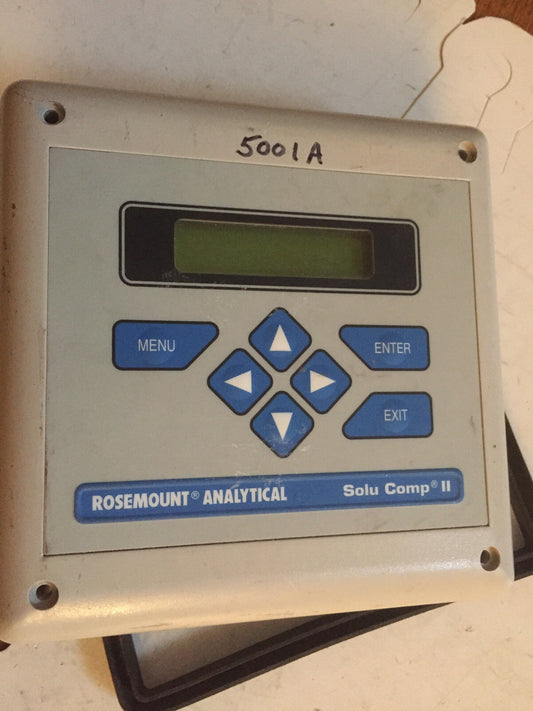 5001A
MENU
ENTER
EXIT
ROSEMOUNT® ANALYTICAL
Solu Comp® II